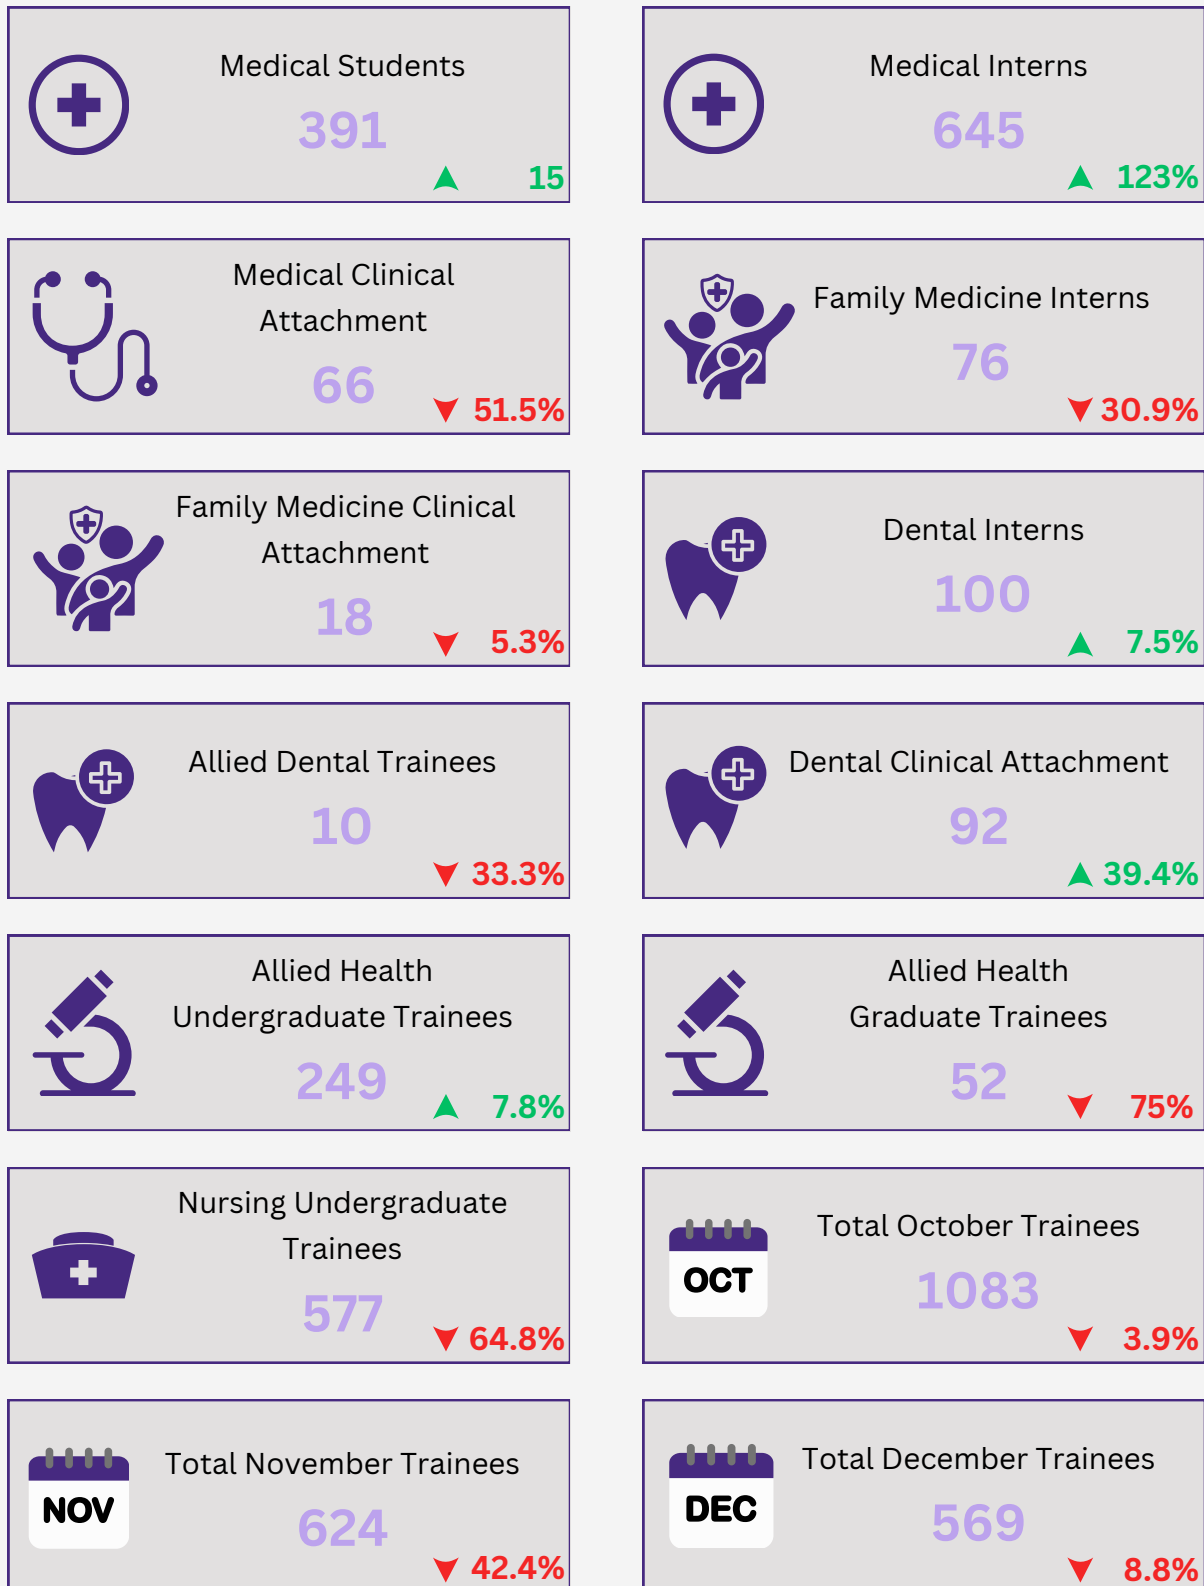 Medical Students
391
15
Medical Interns
645
123%
Medical Clinical
Attachment
66
51.5%
Family Medicine Interns
76
30.9%
Family Medicine Clinical
Attachment
18
5.3%
Dental Interns
100
7.5%
Allied Dental Trainees
10
33.3%
Dental Clinical Attachment
92
39.4%
Allied Health
Undergraduate Trainees
249
7.8%
Allied Health
Graduate Trainees
52
75%
Nursing Undergraduate
Trainees
577
64.8%
OCT
Total October Trainees
1083
3.9%
NOV
Total November Trainees
624
42.4%
DEC
Total December Trainees
569
8.8%